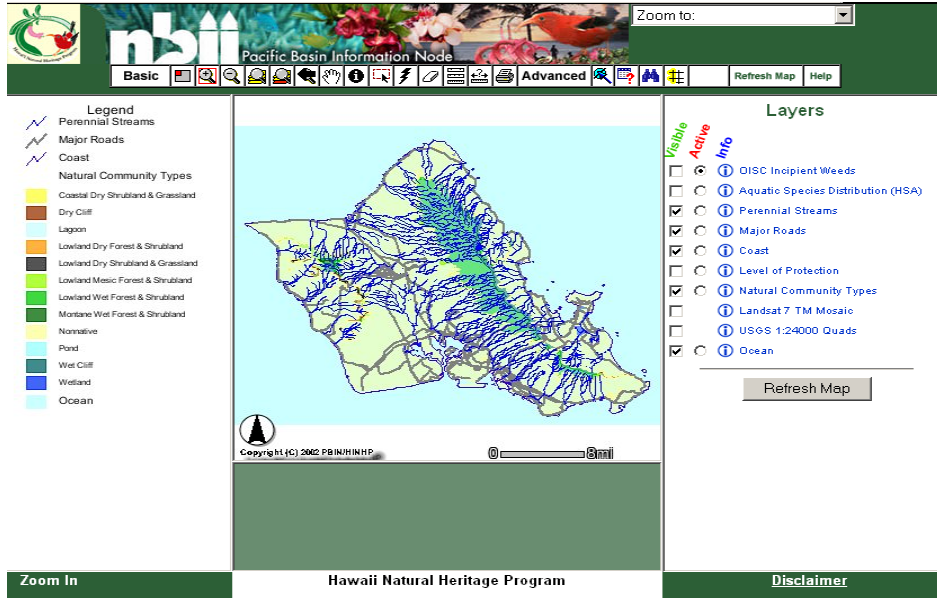 nbii
Pacific Basin Information Node
Zoom to:
Basic
Advanced
Refresh Map
Help
Legend
Perennial Streams
Major Roads
Coast
Natural Community Types
Coastal Dry Shrubland & Grassland
Dry Cliff
Lagoon
Lowland Dry Forest & Shrubland
Lowland Dry Shrubland & Grassland
Lowland Mesic Forest & Shrubland
Lowland Wet Forest & Shrubland
Montane Wet Forest & Shrubland
Nonnative
Pond
Wet Cliff
Wetland
Ocean
Copyright (C) 2002 PBIN/HINHP
0 8mi
Layers
Visible
Active
Info
OISC Incipient Weeds
Aquatic Species Distribution (HSA)
Perennial Streams
Major Roads
Coast
Level of Protection
Natural Community Types
Landsat 7 TM Mosaic
USGS 1:24000 Quads
Ocean
Refresh Map
Zoom In
Hawaii Natural Heritage Program
Disclaimer